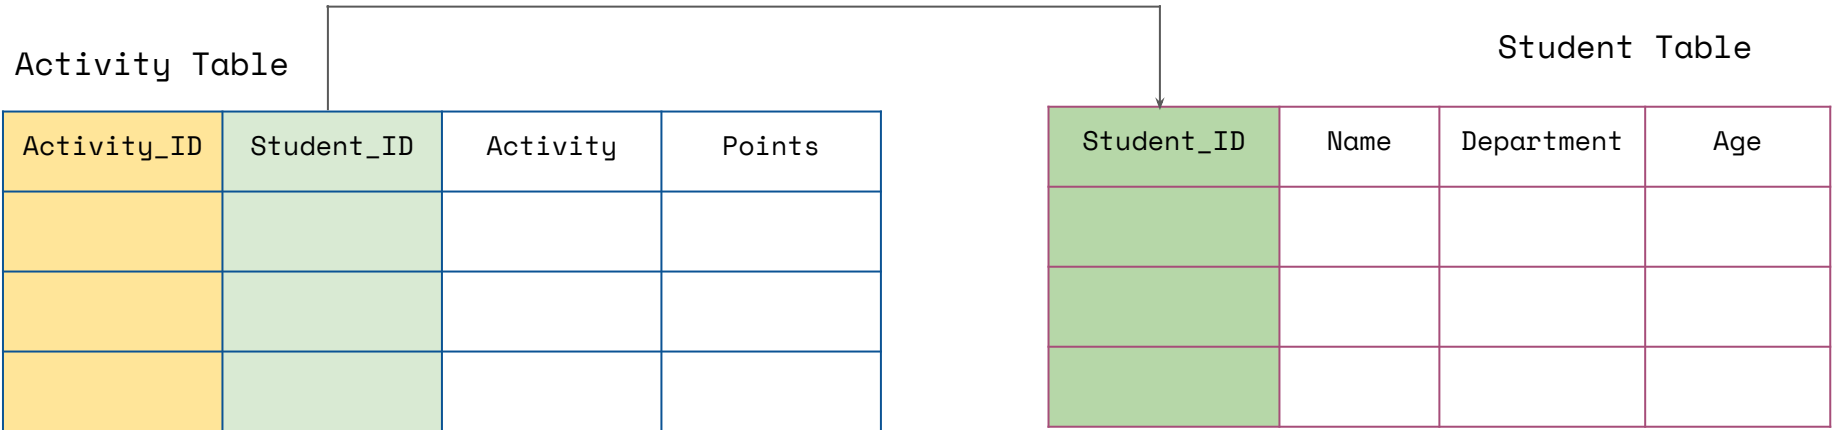 Activity Table
Activity_ID Student_ID Activity Points
Student Table
Student_ID Name Department Age